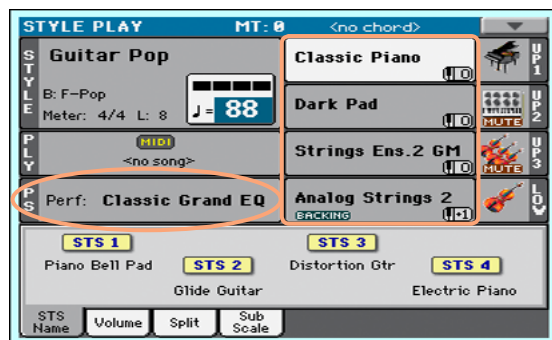 STYLE PLAY MT: 0 <no chord>
STYLE
Guitar Pop
B: F-Pop
Meter: 4/4 L: 8
♩= 88
Classic Piano
0
UP1
Dark Pad
0
MUTE
UP2
PLY
MIDI
<no song>
Strings Ens.2 GM
0
MUTE
UP3
PS
Perf: Classic Grand EQ
Analog Strings 2
BACKING
+1
LOW
STS 1 STS 3
Piano Bell Pad STS 2 Distortion Gtr STS 4
Glide Guitar Electric Piano
STS Name
Volume
Split
Sub Scale